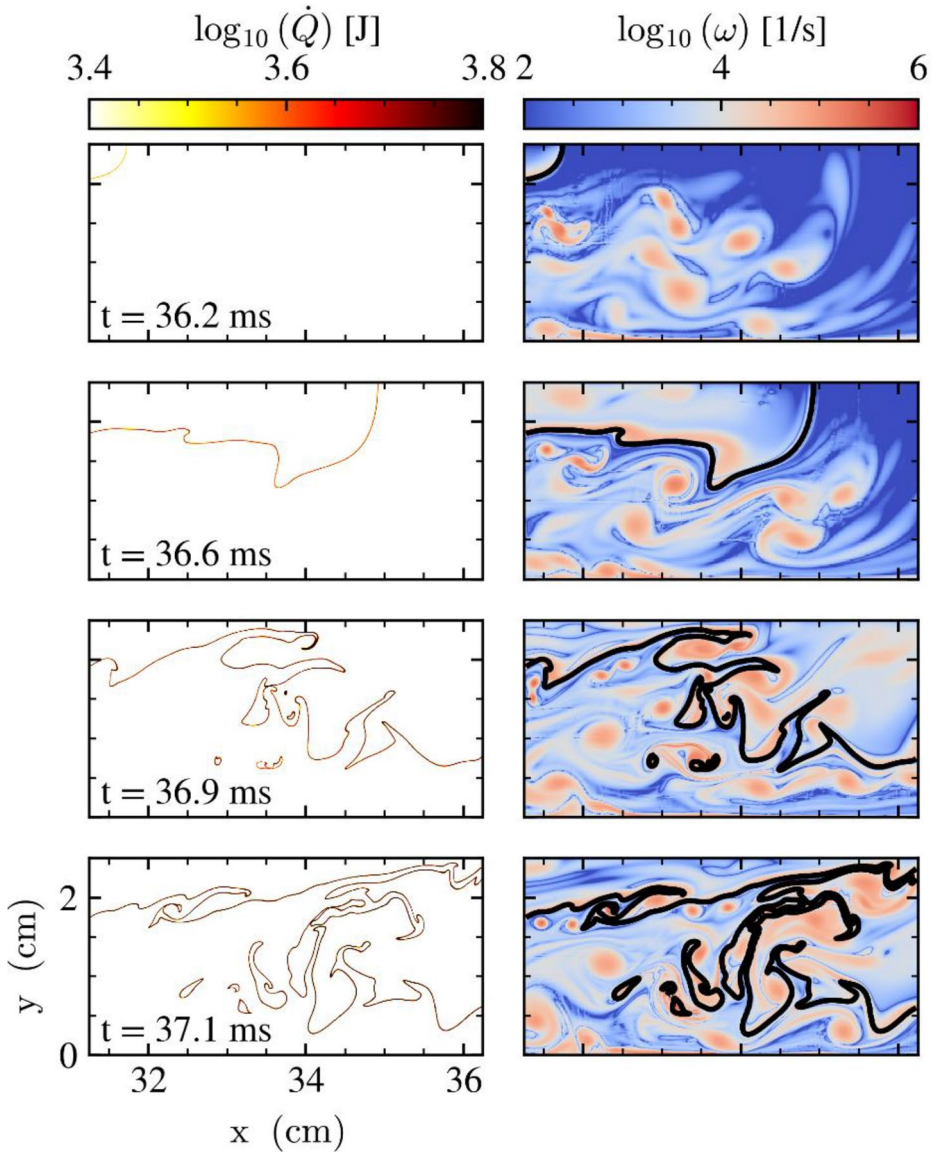 log₁₀ (Q̇) [J]
log₁₀ (ω) [1/s]
3.4 3.6 3.8
2 4 6
t = 36.2 ms
t = 36.6 ms
t = 36.9 ms
2
y (cm)
t = 37.1 ms
0
32 34 36
x (cm)